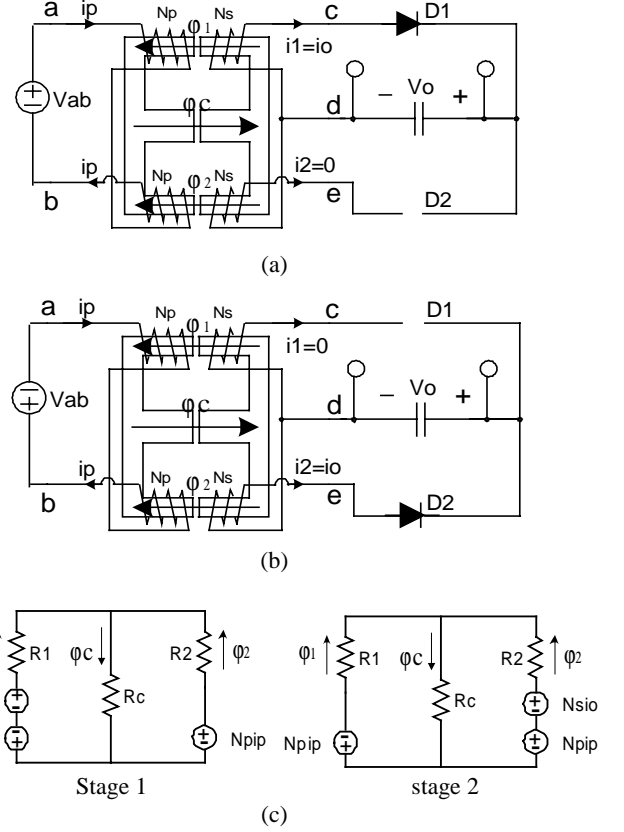 a ip Np φ1 Ns c D1
i1=io
Vab φc d − Vo +
ip Np φ2 Ns i2=0
b e D2
(a)
a ip Np φ1 Ns c D1
i1=0
Vab φc d − Vo +
ip Np φ2 Ns i2=io
b e D2
(b)
R1 φc R2 φ2 φ1 R1 φc R2 φ2
Rc Rc Nsio
Npip Npip Npip
Stage 1 stage 2
(c)